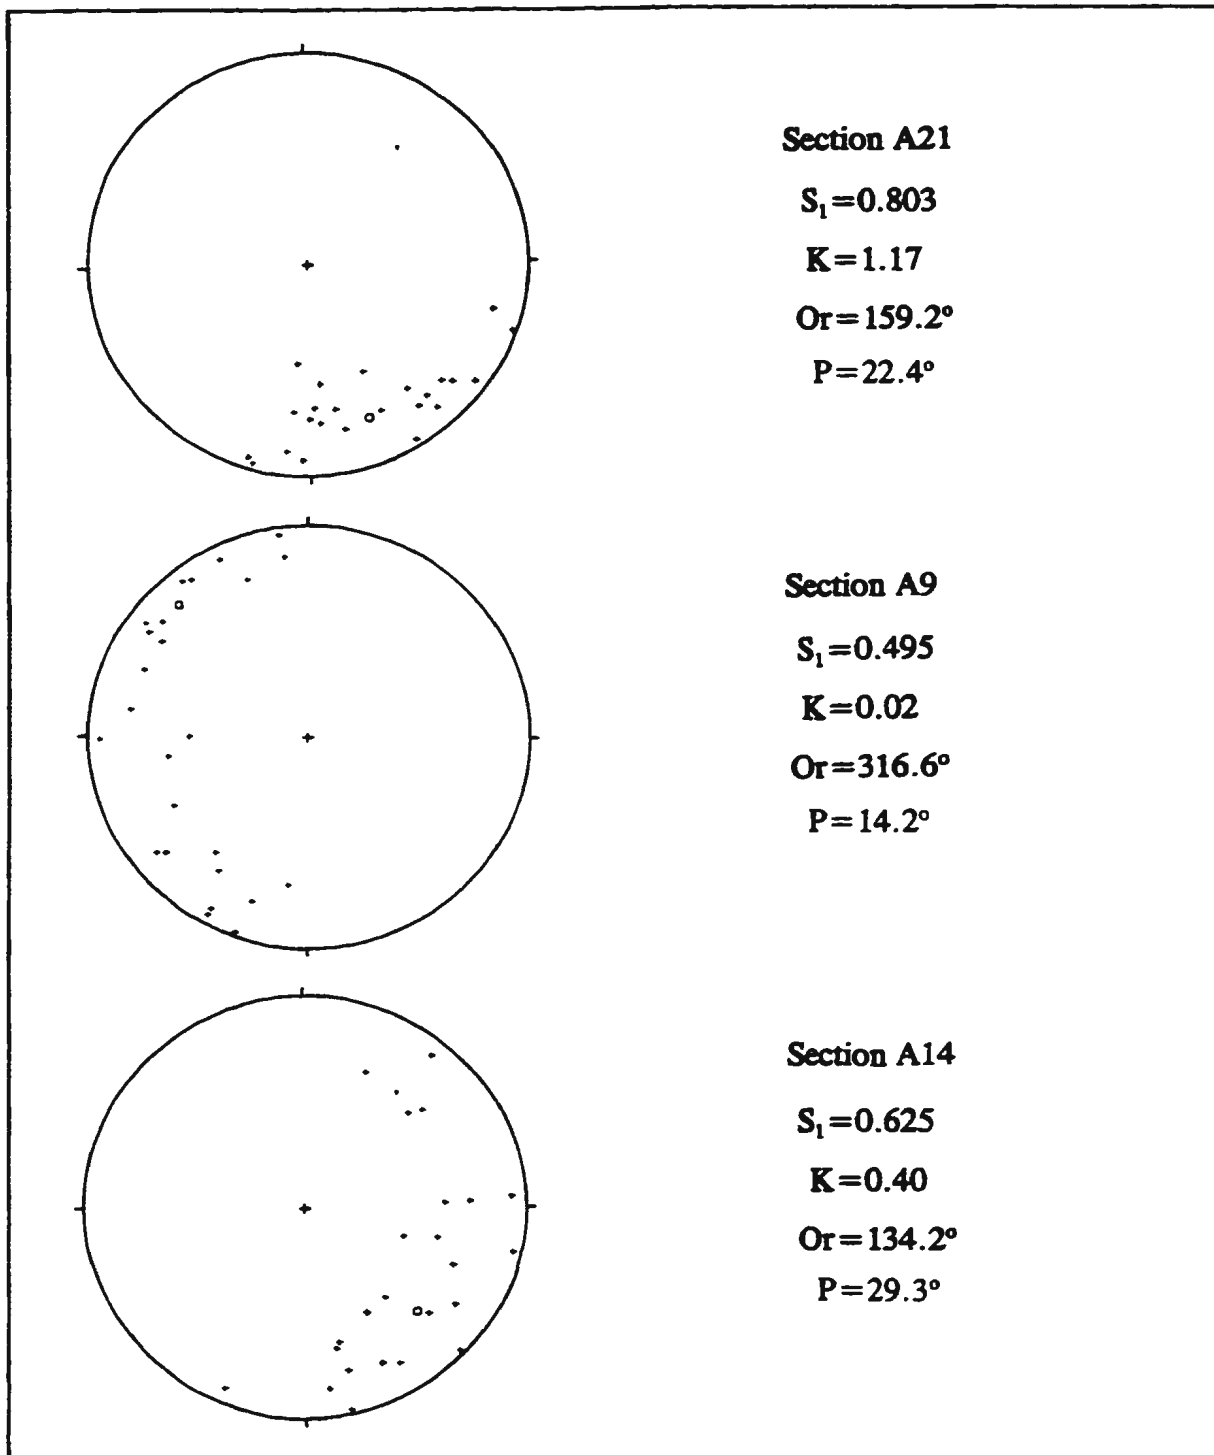 Section A21
S₁=0.803
K=1.17
Or=159.2°
P=22.4°
Section A9
S₁=0.495
K=0.02
Or=316.6°
P=14.2°
Section A14
S₁=0.625
K=0.40
Or=134.2°
P=29.3°